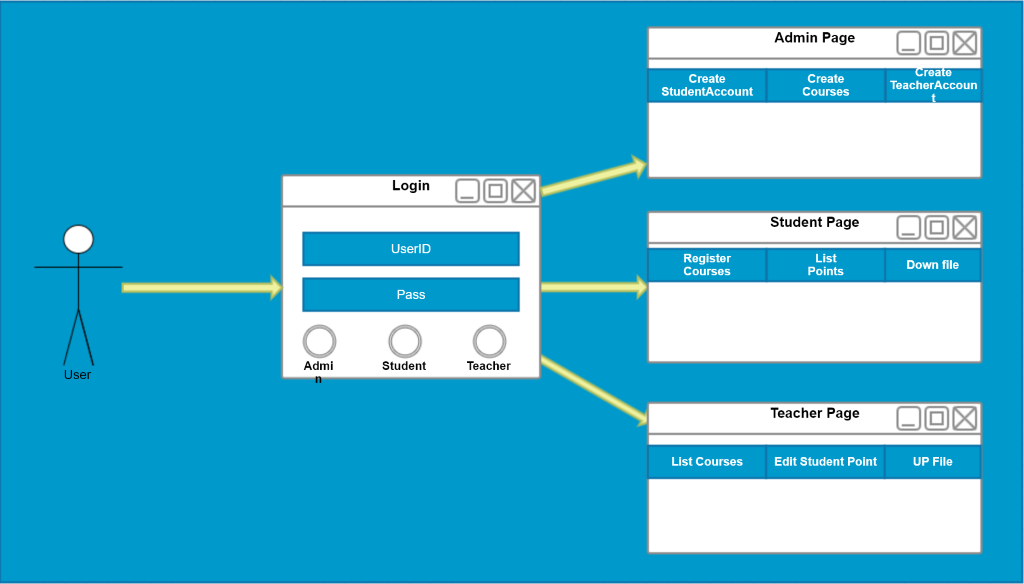 Admin Page
Create
StudentAccount
Create
Courses
Create
TeacherAccoun
t
Login
UserID
Pass
Admi
n
Student
Teacher
User
Student Page
Register
Courses
List
Points
Down file
Teacher Page
List Courses
Edit Student Point
UP File